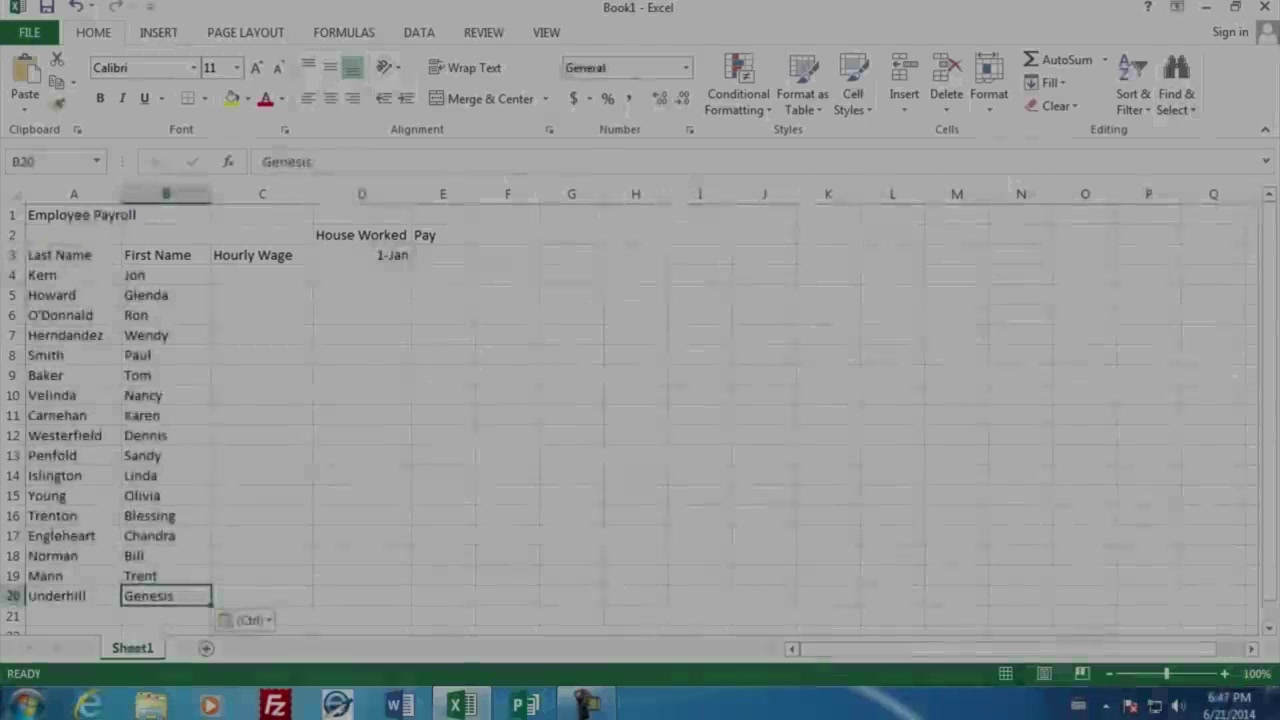 Book1 - Excel
FILE HOME INSERT PAGE LAYOUT FORMULAS DATA REVIEW VIEW Sign in
Calibri 11 Wrap Text General AutoSum
Paste B I U Merge & Center $ % , Conditional Formatting Format as Table Cell Styles Insert Delete Format Fill Clear Sort & Filter Find & Select
Clipboard Font Alignment Number Styles Cells Editing
B20 fx Genesis
A B C D E F G H I J K L M N O P Q
1 Employee Payroll
2 House Worked Pay
3 Last Name First Name Hourly Wage 1-Jan
4 Kern Jon
5 Howard Glenda
6 O'Donnald Ron
7 Herndandez Wendy
8 Smith Paul
9 Baker Tom
10 Velinda Nancy
11 Carnehan Karen
12 Westerfield Dennis
13 Penfold Sandy
14 Islington Linda
15 Young Olivia
16 Trenton Blessing
17 Engleheart Chandra
18 Norman Bill
19 Mann Trent
20 Underhill Genesis
21 (Ctrl)
Sheet1
READY 100%
6:47 PM
6/21/2014